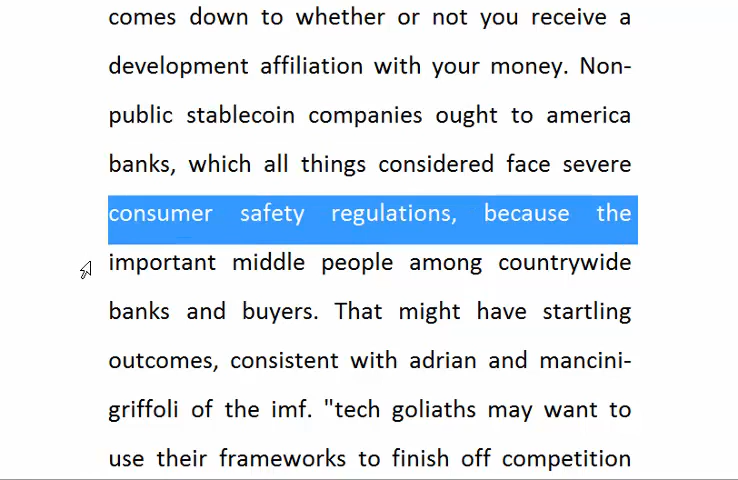 comes down to whether or not you receive a
development affiliation with your money. Non-
public stablecoin companies ought to america
banks, which all things considered face severe
consumer safety regulations, because the
important middle people among countrywide
banks and buyers. That might have startling
outcomes, consistent with adrian and mancini-
griffoli of the imf. "tech goliaths may want to
use their frameworks to finish off competition